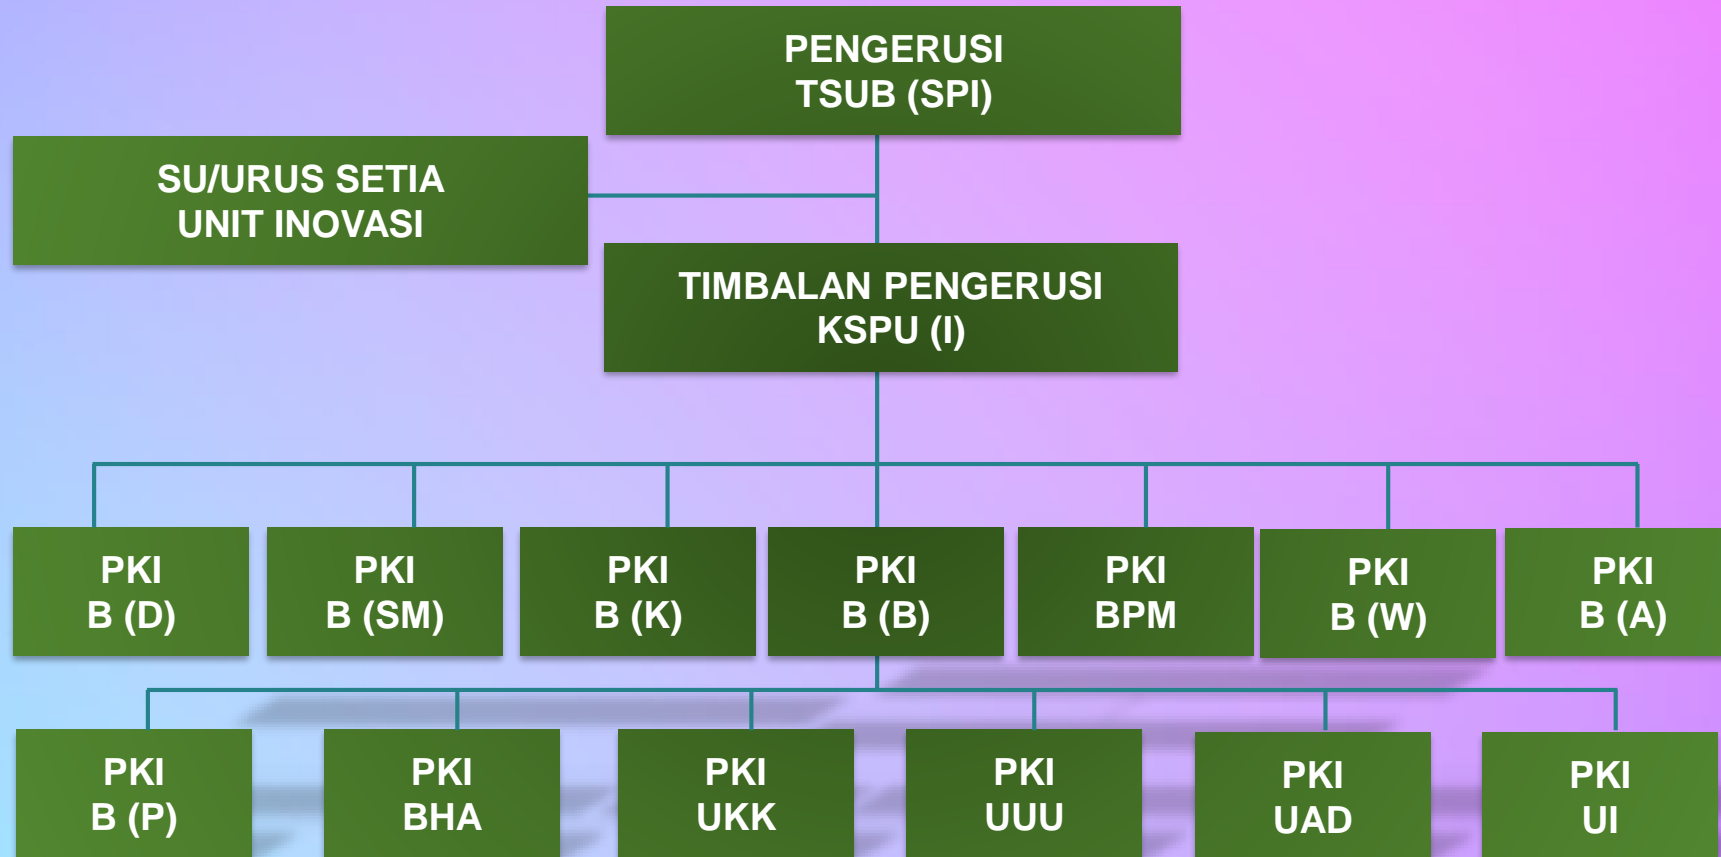 PENGERUSI
TSUB (SPI)
SU/URUS SETIA
UNIT INOVASI
TIMBALAN PENGERUSI
KSPU (I)
PKI
B (D)
PKI
B (SM)
PKI
B (K)
PKI
B (B)
PKI
BPM
PKI
B (W)
PKI
B (A)
PKI
B (P)
PKI
BHA
PKI
UKK
PKI
UUU
PKI
UAD
PKI
UI